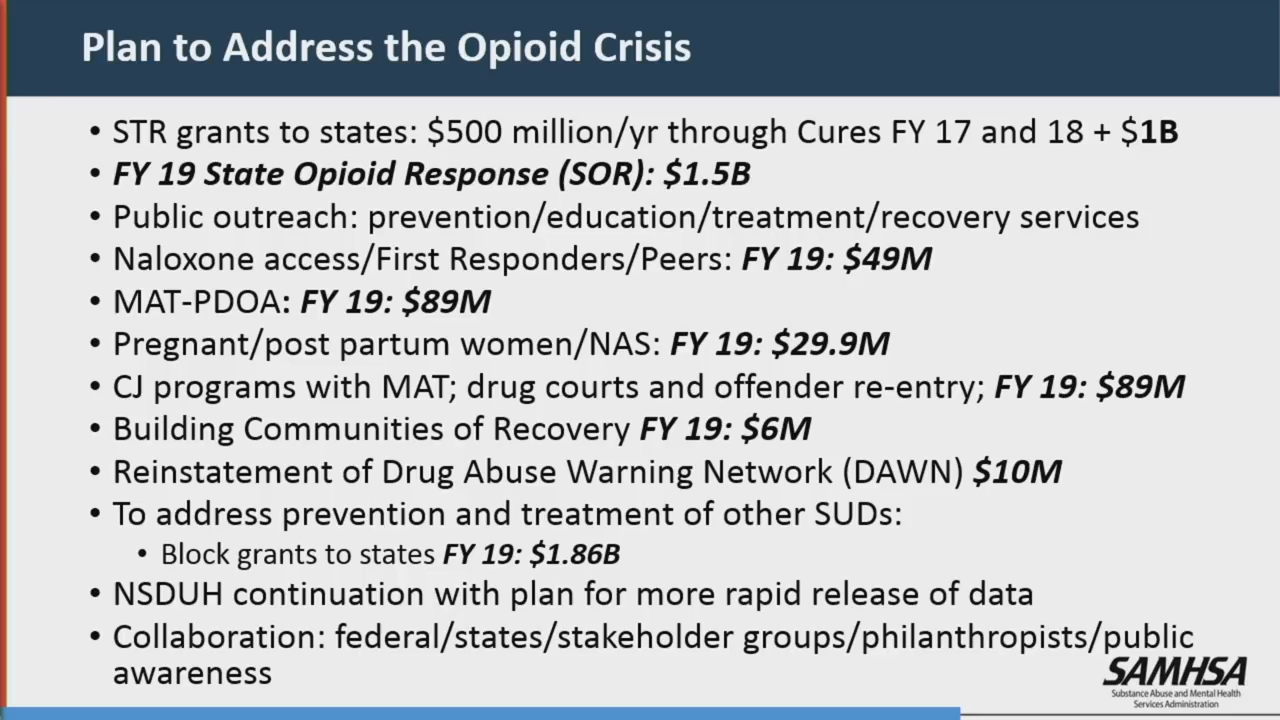 Plan to Address the Opioid Crisis
• STR grants to states: $500 million/yr through Cures FY 17 and 18 + $1B
• FY 19 State Opioid Response (SOR): $1.5B
• Public outreach: prevention/education/treatment/recovery services
• Naloxone access/First Responders/Peers: FY 19: $49M
• MAT-PDOA: FY 19: $89M
• Pregnant/post partum women/NAS: FY 19: $29.9M
• CJ programs with MAT; drug courts and offender re-entry; FY 19: $89M
• Building Communities of Recovery FY 19: $6M
• Reinstatement of Drug Abuse Warning Network (DAWN) $10M
• To address prevention and treatment of other SUDs:
• Block grants to states FY 19: $1.86B
• NSDUH continuation with plan for more rapid release of data
• Collaboration: federal/states/stakeholder groups/philanthropists/public
awareness
SAMHSA
Substance Abuse and Mental Health
Services Administration